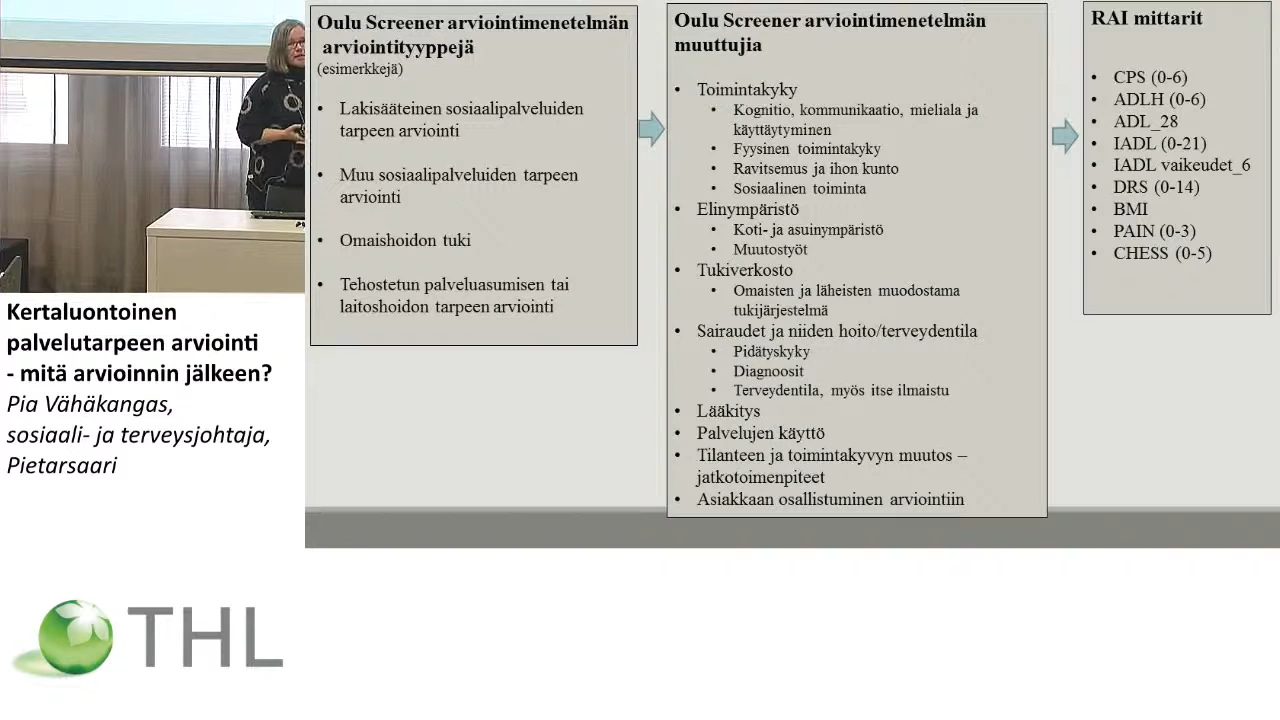 Oulu Screener arviointimenetelmän
arviointityyppejä
(esimerkkejä)
• Lakisääteinen sosiaalipalveluiden
tarpeen arviointi
• Muu sosiaalipalveluiden tarpeen
arviointi
• Omaishoidon tuki
• Tehostetun palveluasumisen tai
laitoshoidon tarpeen arviointi
Oulu Screener arviointimenetelmän
muuttujia
• Toimintakyky
• Kognitio, kommunikaatio, mieliala ja
käyttäytyminen
• Fyysinen toimintakyky
• Ravitsemus ja ihon kunto
• Sosiaalinen toiminta
• Elinympäristö
• Koti- ja asuinympäristö
• Muutostyöt
• Tukiverkosto
• Omaisten ja läheisten muodostama
tukijärjestelmä
• Sairaudet ja niiden hoito/terveydentila
• Pidätyskyky
• Diagnoosit
• Terveydentila, myös itse ilmaistu
• Lääkitys
• Palvelujen käyttö
• Tilanteen ja toimintakyvyn muutos –
jatkotoimenpiteet
• Asiakkaan osallistuminen arviointiin
RAI mittarit
• CPS (0-6)
• ADLH (0-6)
• ADL_28
• IADL (0-21)
• IADL vaikeudet_6
• DRS (0-14)
• BMI
• PAIN (0-3)
• CHESS (0-5)
Kertaluontoinen
palvelutarpeen arviointi
- mitä arvioinnin jälkeen?
Pia Vähäkangas,
sosiaali- ja terveysjohtaja,
Pietarsaari
THL